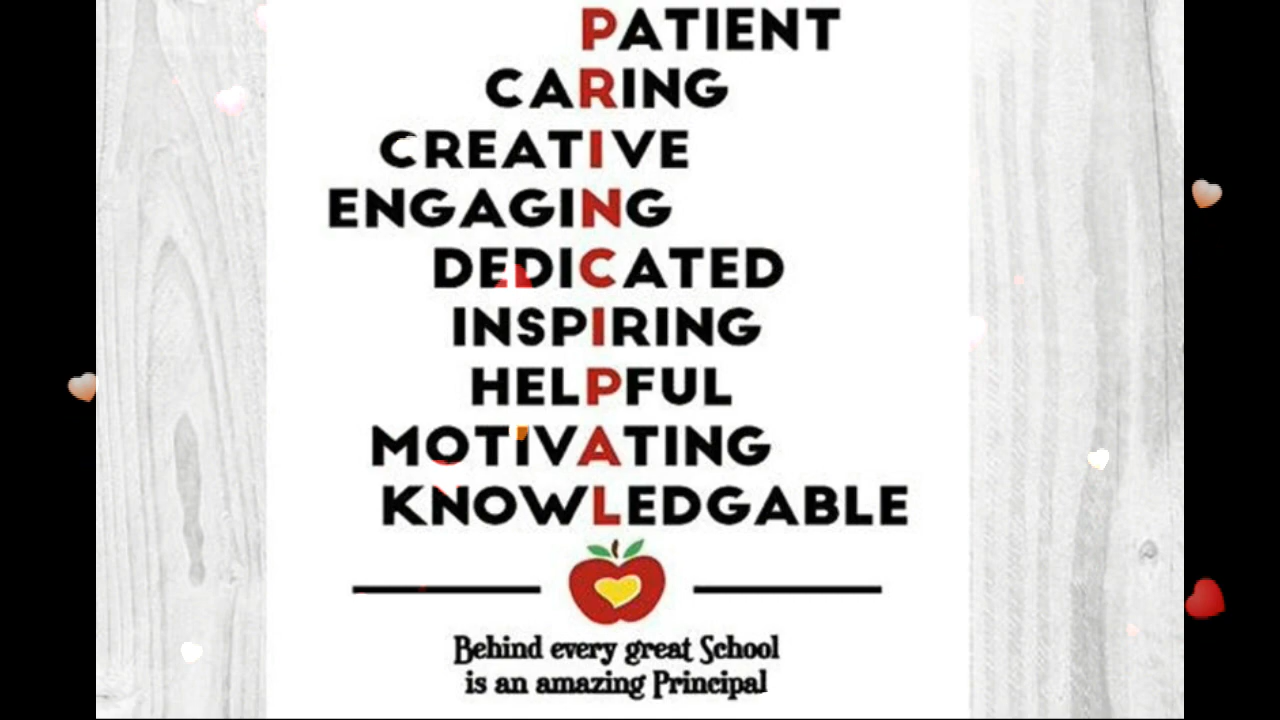 PATIENT
CARING
CREATIVE
ENGAGING
DEDICATED
INSPIRING
HELPFUL
MOTIVATING
KNOWLEDGABLE
Behind every great School
is an amazing Principal